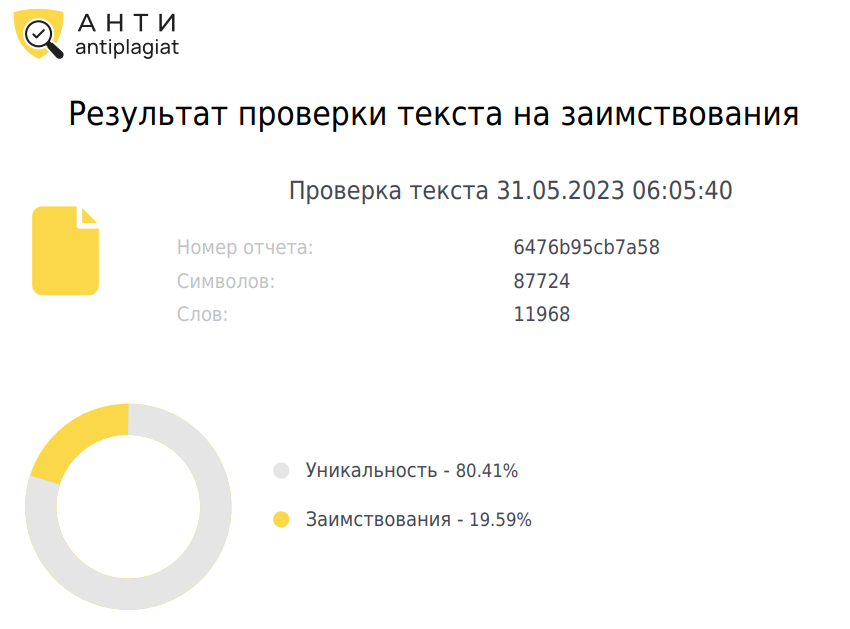 АНТИ
antiplagiat
Результат проверки текста на заимствования
Проверка текста 31.05.2023 06:05:40
Номер отчета: 6476b95cb7a58
Символов: 87724
Слов: 11968
Уникальность - 80.41%
Заимствования - 19.59%